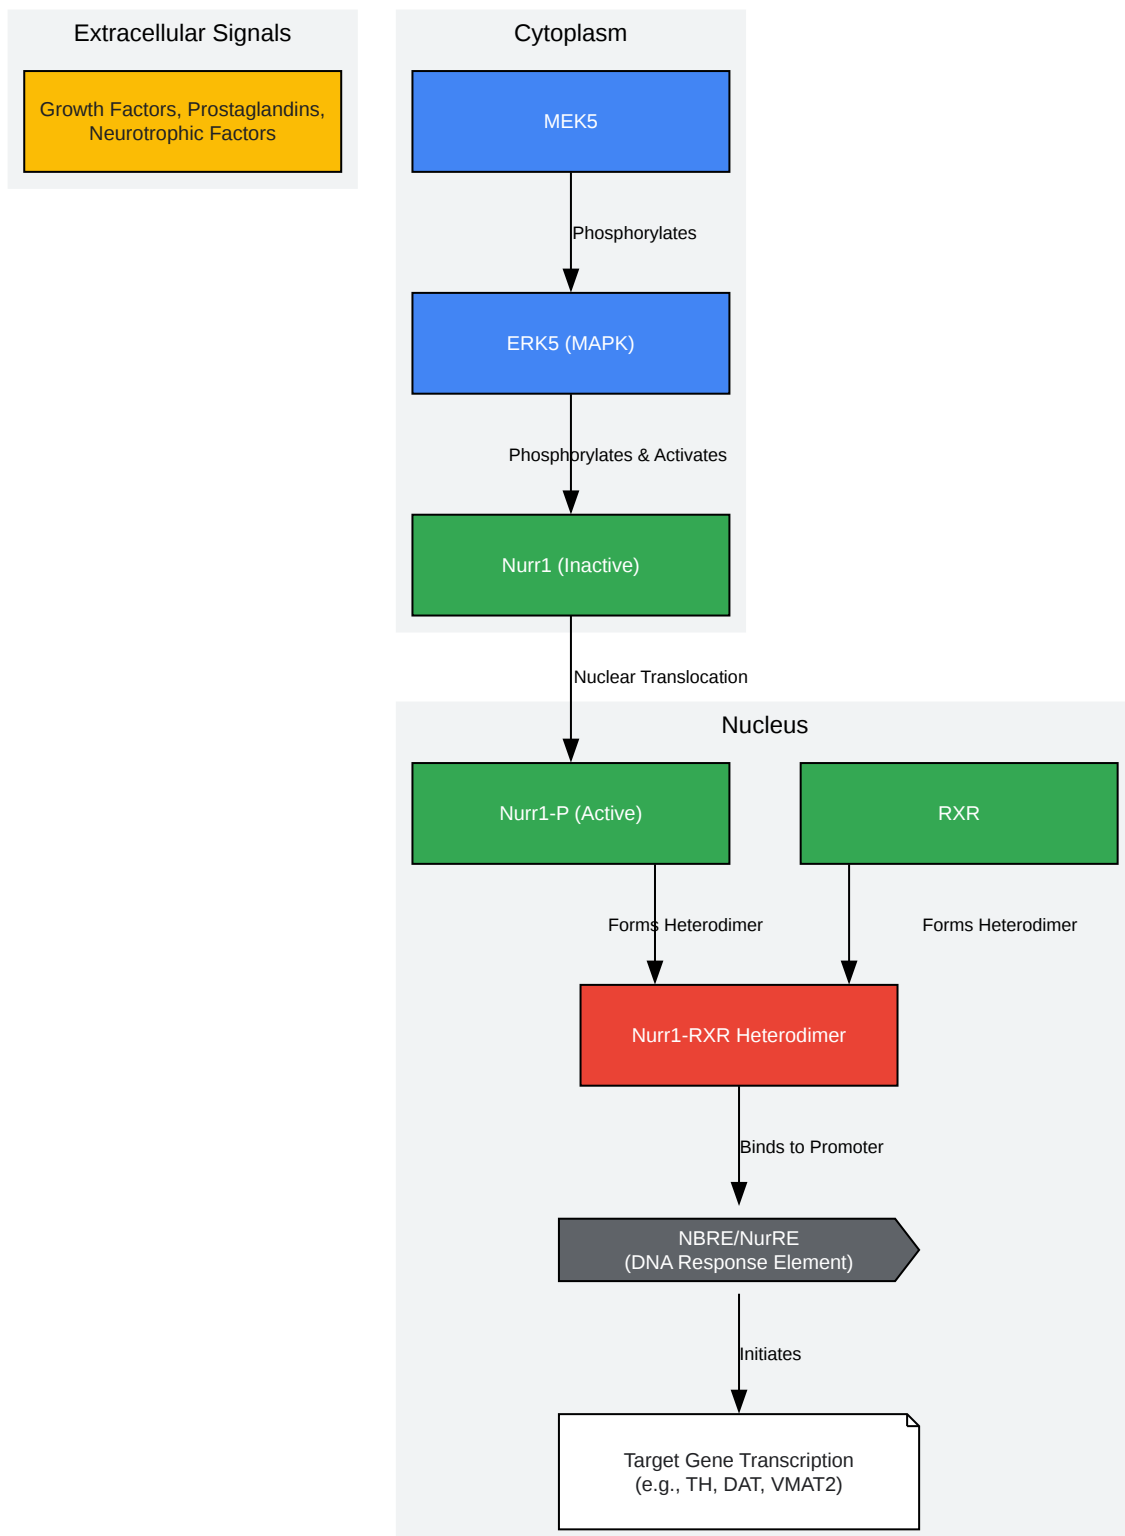 Extracellular Signals
Growth Factors, Prostaglandins,
Neurotrophic Factors
Cytoplasm
MEK5
Phosphorylates
ERK5 (MAPK)
Phosphorylates & Activates
Nurr1 (Inactive)
Nuclear Translocation
Nucleus
Nurr1-P (Active)
RXR
Forms Heterodimer
Forms Heterodimer
Nurr1-RXR Heterodimer
Binds to Promoter
NBRE/NurRE
(DNA Response Element)
Initiates
Target Gene Transcription
(e.g., TH, DAT, VMAT2)